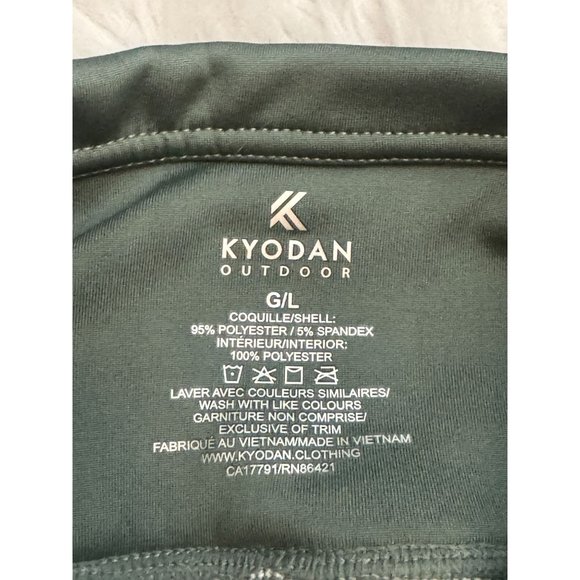 KYODAN
OUTDOOR
G/L
COQUILLE/SHELL:
95% POLYESTER / 5% SPANDEX
INTÉRIEUR/INTERIOR:
100% POLYESTER
LAVER AVEC COULEURS SIMILAIRES/
WASH WITH LIKE COLOURS
GARNITURE NON COMPRISE/
EXCLUSIVE OF TRIM
FABRIQUÉ AU VIETNAM/MADE IN VIETNAM
WWW.KYODAN.CLOTHING
CA17791/RN86421